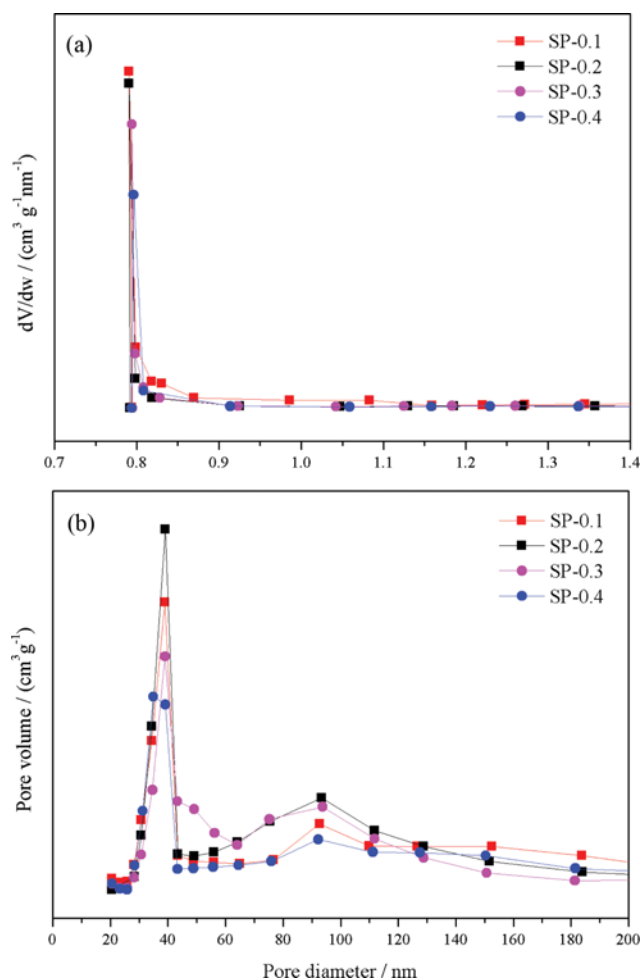 (a)
SP-0.1
SP-0.2
SP-0.3
SP-0.4
dV/dw / (cm³ g⁻¹nm⁻¹)
0.7 0.8 0.9 1.0 1.1 1.2 1.3 1.4
(b)
SP-0.1
SP-0.2
SP-0.3
SP-0.4
Pore volume / (cm³g⁻¹)
0 20 40 60 80 100 120 140 160 180 200
Pore diameter / nm